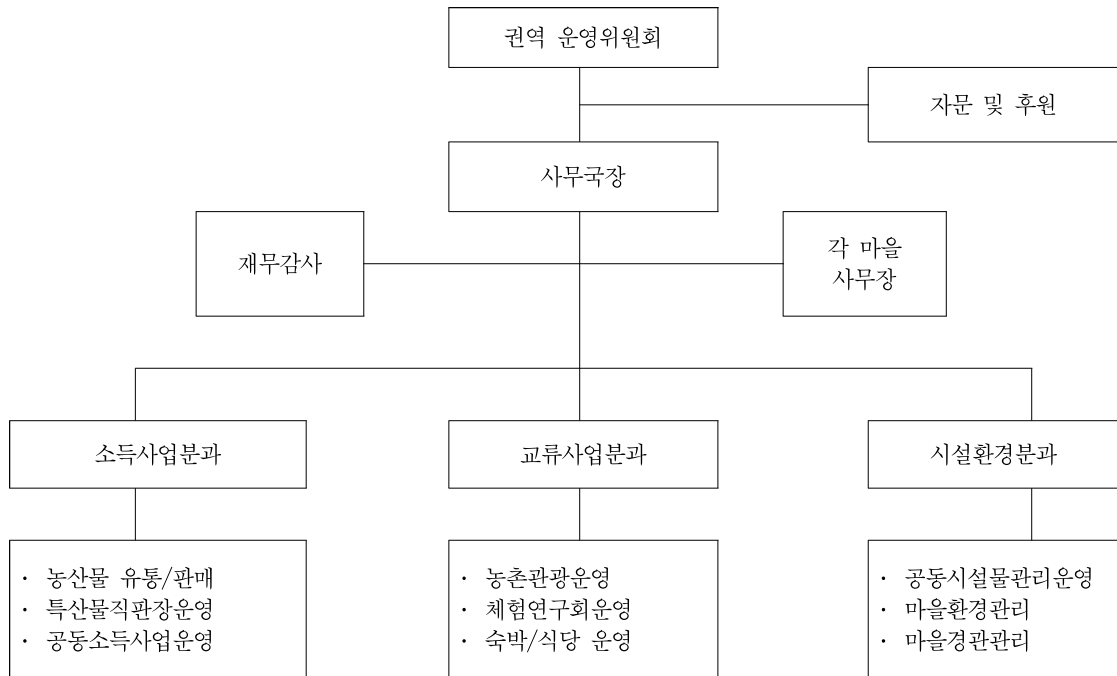 권역 운영위원회
자문 및 후원
사무국장
재무감사
각 마을
사무장
소득사업분과
교류사업분과
시설환경분과
· 농산물 유통/판매
· 특산물직판장운영
· 공동소득사업운영
· 농촌관광운영
· 체험연구회운영
· 숙박/식당 운영
· 공동시설물관리운영
· 마을환경관리
· 마을경관관리